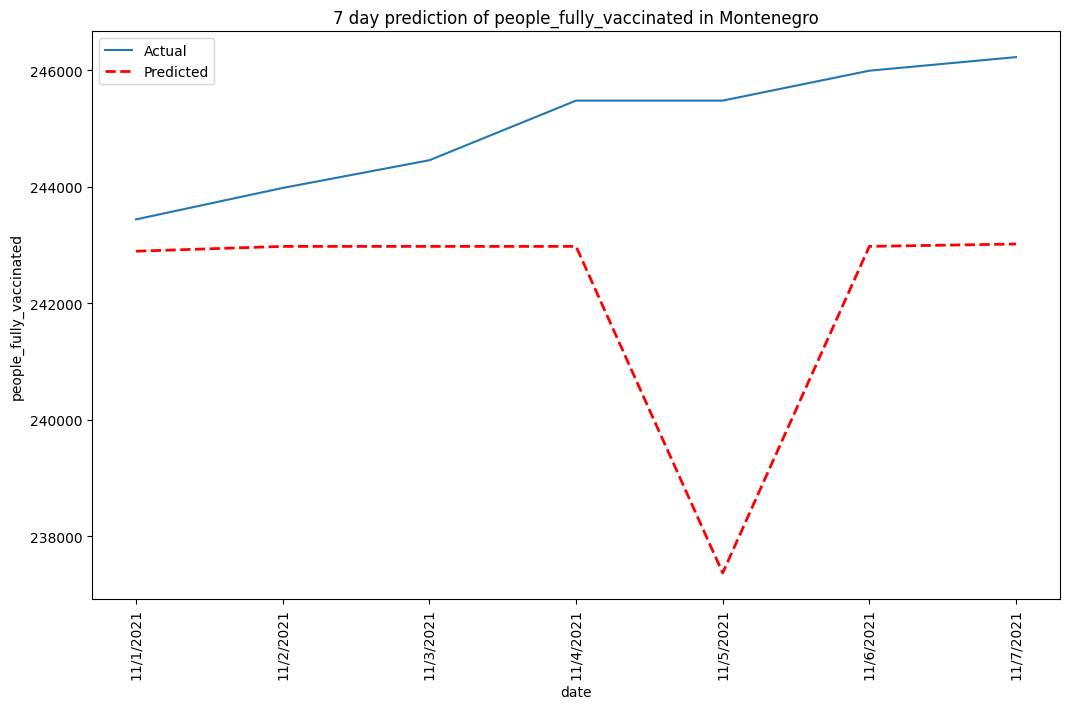 7 day prediction of people_fully_vaccinated in Montenegro
Actual
Predicted
people_fully_vaccinated
246000
244000
242000
240000
238000
11/1/2021
11/2/2021
11/3/2021
11/4/2021
11/5/2021
11/6/2021
11/7/2021
date